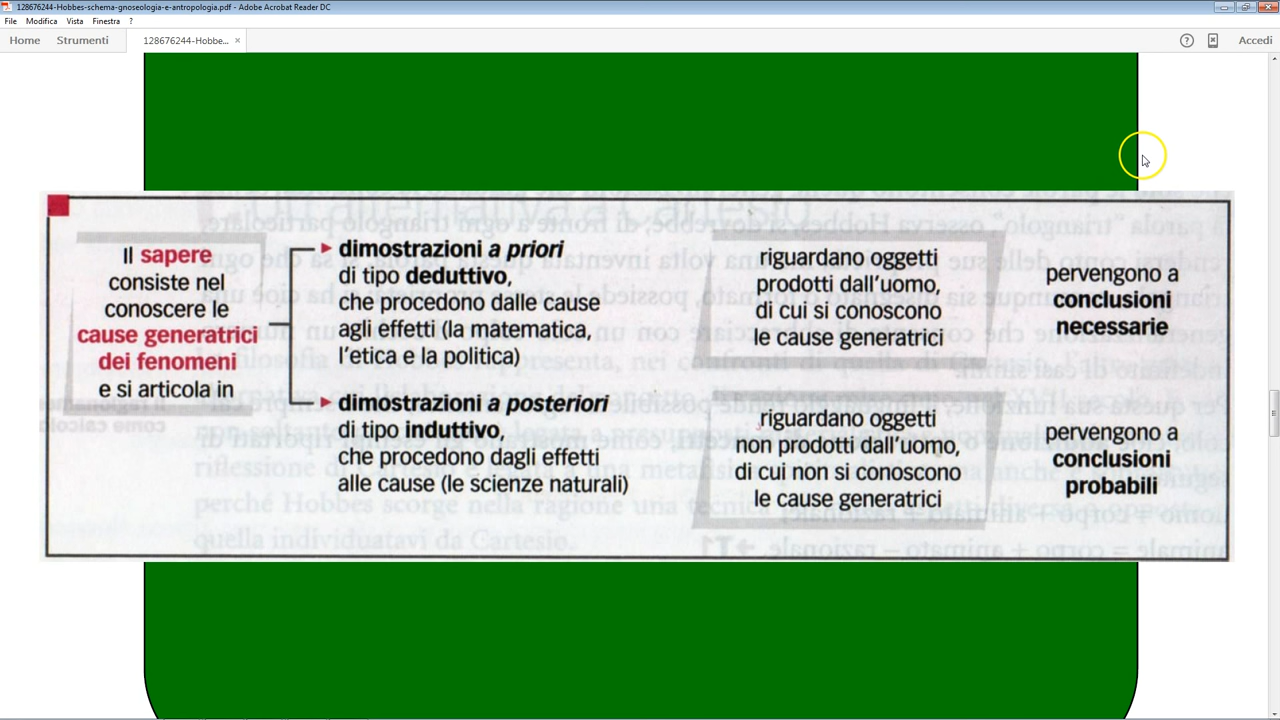 128676244-Hobbes-schema-gnoseologia-e-antropologia.pdf - Adobe Acrobat Reader DC
File Modifica Vista Finestra ?
Home Strumenti 128676244-Hobbe... × Accedi
Il sapere
consiste nel
conoscere le
cause generatrici
dei fenomeni
e si articola in
dimostrazioni a priori
di tipo deduttivo,
che procedono dalle cause
agli effetti (la matematica,
l'etica e la politica)
riguardano oggetti
prodotti dall'uomo,
di cui si conoscono
le cause generatrici
pervengono a
conclusioni
necessarie
dimostrazioni a posteriori
di tipo induttivo,
che procedono dagli effetti
alle cause (le scienze naturali)
riguardano oggetti
non prodotti dall'uomo,
di cui non si conoscono
le cause generatrici
pervengono a
conclusioni
probabili